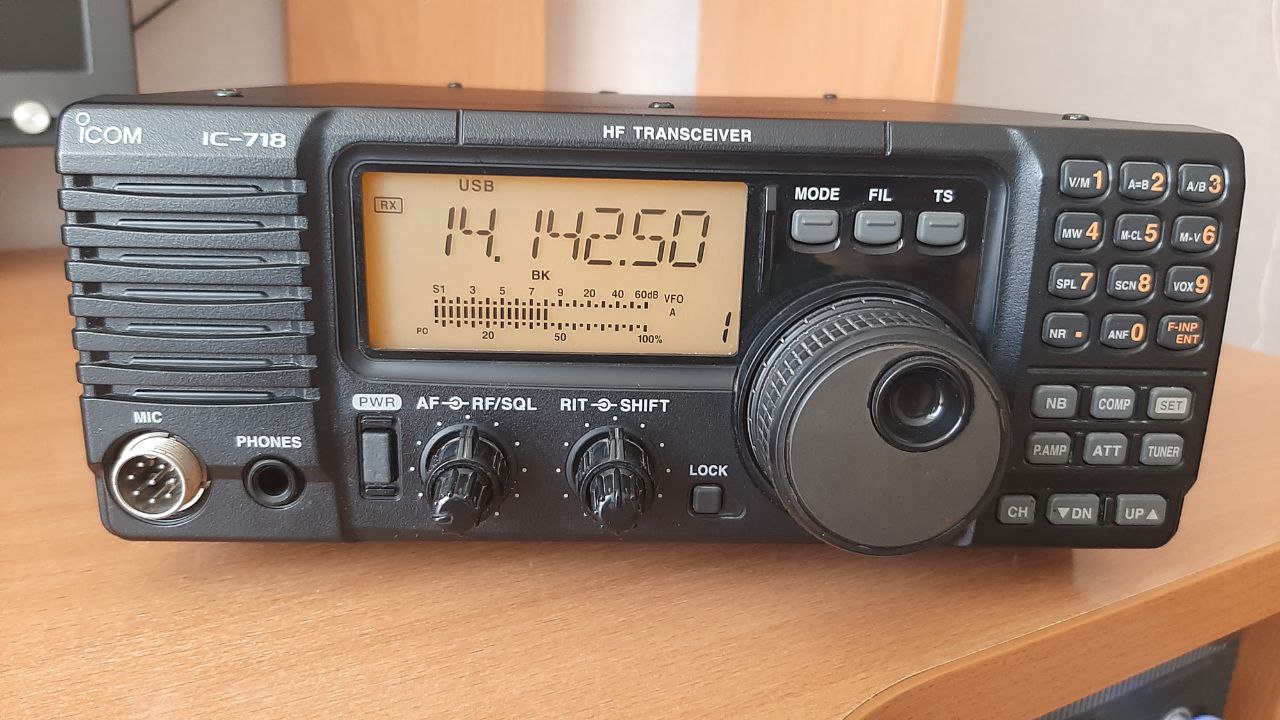 ICOM IC-718
HF TRANSCEIVER
USB
RX
14.142.50
BK
S1 3 5 7 9 20 40 60dB
VFO
A
PO 20 50 100%
1
MODE FIL TS
V/M 1 A=B 2 A/B 3
MW 4 M-CL 5 M-V 6
SPL 7 SCN 8 VOX 9
NR . ANF 0 F-INP
ENT
NB COMP SET
P.AMP ATT TUNER
CH ▼DN UP▲
MIC
PHONES
PWR
AF RF/SQL
RIT SHIFT
LOCK